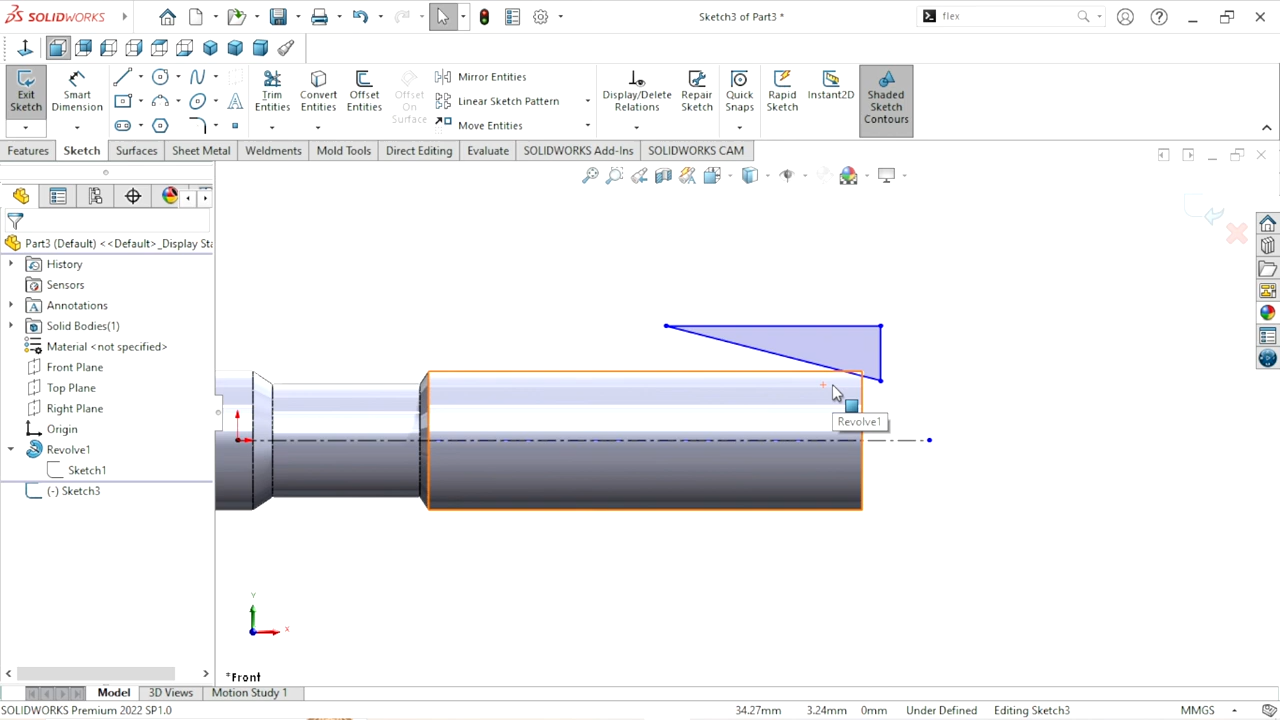 SOLIDWORKS
Sketch3 of Part3 *
flex
Exit
Sketch
Smart
Dimension
Trim
Entities
Convert
Entities
Offset
Entities
Offset
On
Surface
Mirror Entities
Linear Sketch Pattern
Move Entities
Display/Delete
Relations
Repair
Sketch
Quick
Snaps
Rapid
Sketch
Instant2D
Shaded
Sketch
Contours
Features
Sketch
Surfaces
Sheet Metal
Weldments
Mold Tools
Direct Editing
Evaluate
SOLIDWORKS Add-Ins
SOLIDWORKS CAM
Part3 (Default) <<Default>_Display Sta
History
Sensors
Annotations
Solid Bodies(1)
Material <not specified>
Front Plane
Top Plane
Right Plane
Origin
Revolve1
Sketch1
(-) Sketch3
Revolve1
Y
X
*Front
Model
3D Views
Motion Study 1
SOLIDWORKS Premium 2022 SP1.0
34.27mm
3.24mm
0mm
Under Defined
Editing Sketch3
MMGS